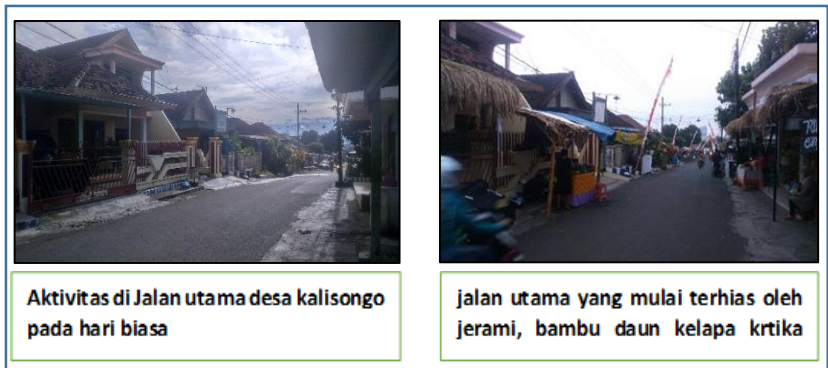 Aktivitas di Jalan utama desa kalisongo
pada hari biasa
jalan utama yang mulai terhias oleh
jerami, bambu daun kelapa krtika